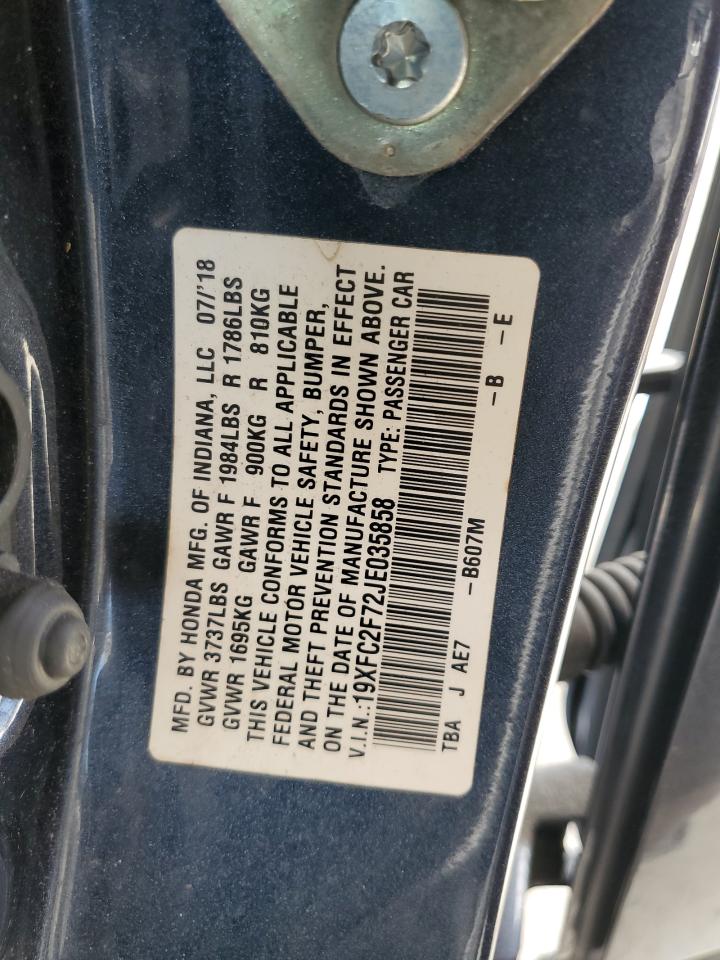 MFD. BY HONDA MFG. OF INDIANA, LLC 07/'18
GVWR 3737LBS GAWR F 1984LBS R 1786LBS
GVWR 1695KG GAWR F 900KG R 810KG
THIS VEHICLE CONFORMS TO ALL APPLICABLE
FEDERAL MOTOR VEHICLE SAFETY, BUMPER,
AND THEFT PREVENTION STANDARDS IN EFFECT
ON THE DATE OF MANUFACTURE SHOWN ABOVE.
V.I.N.:19XFC2F72JE035858 TYPE: PASSENGER CAR
TBA J AE7 -B607M -B -E